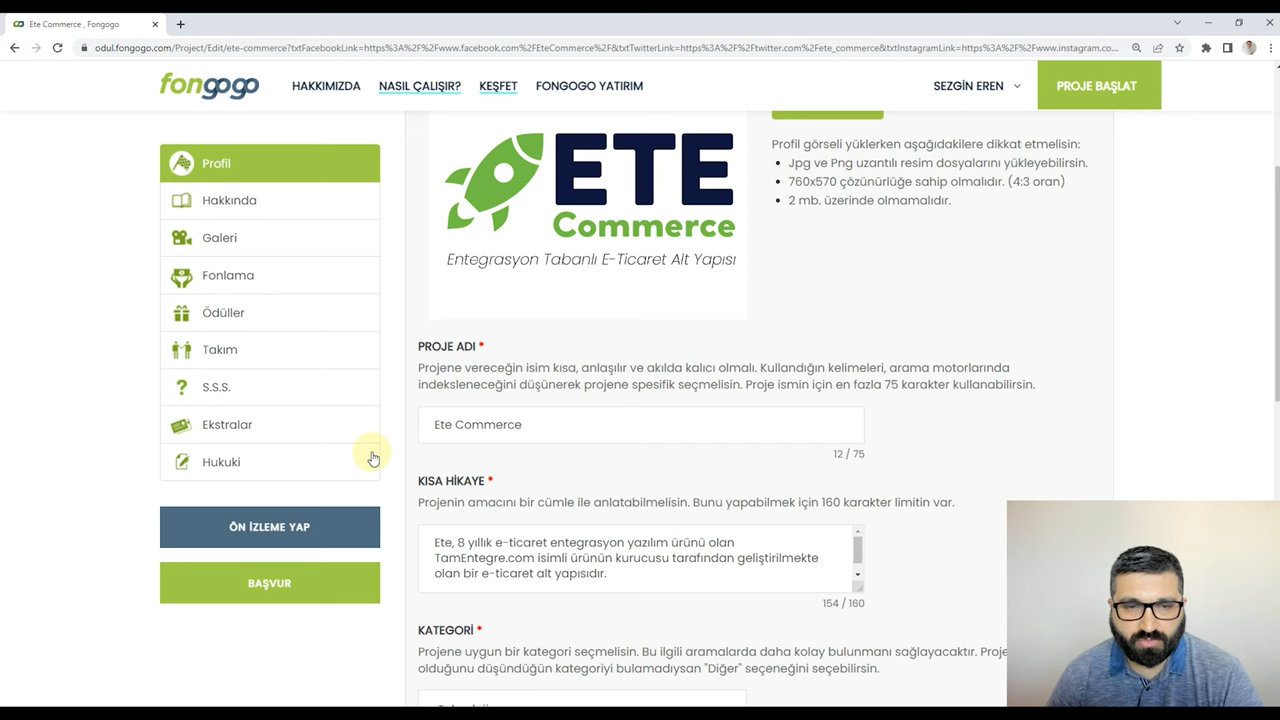 Ete Commerce , Fongogo
odul.fongogo.com/Project/Edit/ete-commerce?txtFacebookLink=https%3A%2F%2Fwww.facebook.com%2FEteCommerce%2F&txtTwitterLink=https%3A%2F%2Ftwitter.com%2Fete_commerce&txtInstagramLink=https%3A%2F%2Fwww.instagram.co...
fongogo
HAKKIMIZDA
NASIL ÇALIŞIR?
KEŞFET
FONGOGO YATIRIM
SEZGİN EREN
PROJE BAŞLAT
Profil
Hakkında
Galeri
Fonlama
Ödüller
Takım
S.S.S.
Ekstralar
Hukuki
ÖN İZLEME YAP
BAŞVUR
ETE
Commerce
Entegrasyon Tabanlı E-Ticaret Alt Yapısı
Profil görseli yüklerken aşağıdakilere dikkat etmelisin:
Jpg ve Png uzantılı resim dosyalarını yükleyebilirsin.
760x570 çözünürlüğe sahip olmalıdır. (4:3 oran)
2 mb. üzerinde olmamalıdır.
PROJE ADI *
Projene vereceğin isim kısa, anlaşılır ve akılda kalıcı olmalı. Kullandığın kelimeleri, arama motorlarında
indeksleneceğini düşünerek projene spesifik seçmelisin. Proje ismin için en fazla 75 karakter kullanabilirsin.
Ete Commerce
12 / 75
KISA HİKAYE *
Projenin amacını bir cümle ile anlatabilmelisin. Bunu yapabilmek için 160 karakter limitin var.
Ete, 8 yıllık e-ticaret entegrasyon yazılım ürünü olan
TamEntegre.com isimli ürünün kurucusu tarafından geliştirilmekte
olan bir e-ticaret alt yapısıdır.
154 / 160
KATEGORİ *
Projene uygun bir kategori seçmelisin. Bu ilgili aramalarda daha kolay bulunmanı sağlayacaktır. Proje
olduğunu düşündüğün kategoriyi bulamadıysan "Diğer" seçeneğini seçebilirsin.